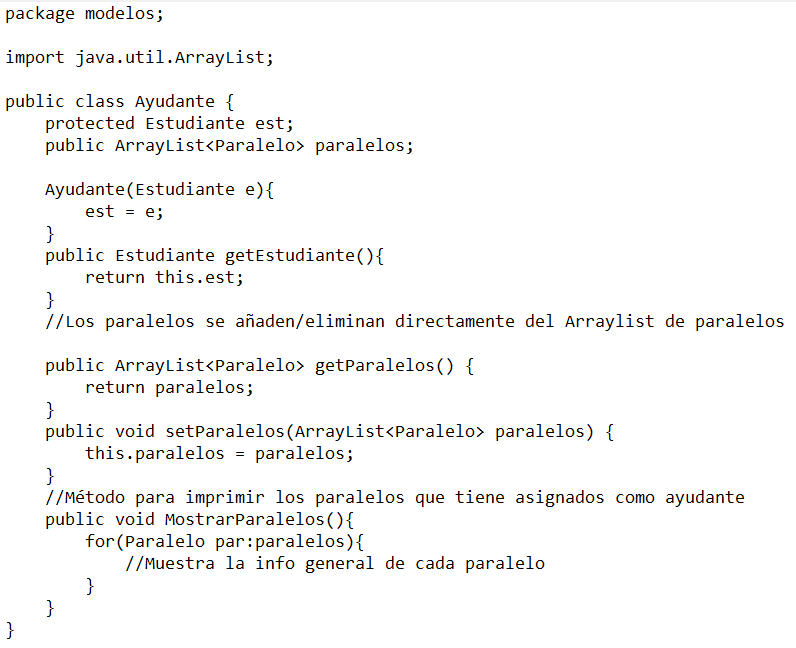 package modelos;
import java.util.ArrayList;
public class Ayudante {
    protected Estudiante est;
    public ArrayList<Paralelo> paralelos;
    Ayudante(Estudiante e){
        est = e;
    }
    public Estudiante getEstudiante(){
        return this.est;
    }
    //Los paralelos se añaden/eliminan directamente del Arraylist de paralelos
    public ArrayList<Paralelo> getParalelos() {
        return paralelos;
    }
    public void setParalelos(ArrayList<Paralelo> paralelos) {
        this.paralelos = paralelos;
    }
    //Método para imprimir los paralelos que tiene asignados como ayudante
    public void MostrarParalelos(){
        for(Paralelo par:paralelos){
            //Muestra la info general de cada paralelo
        }
    }
}